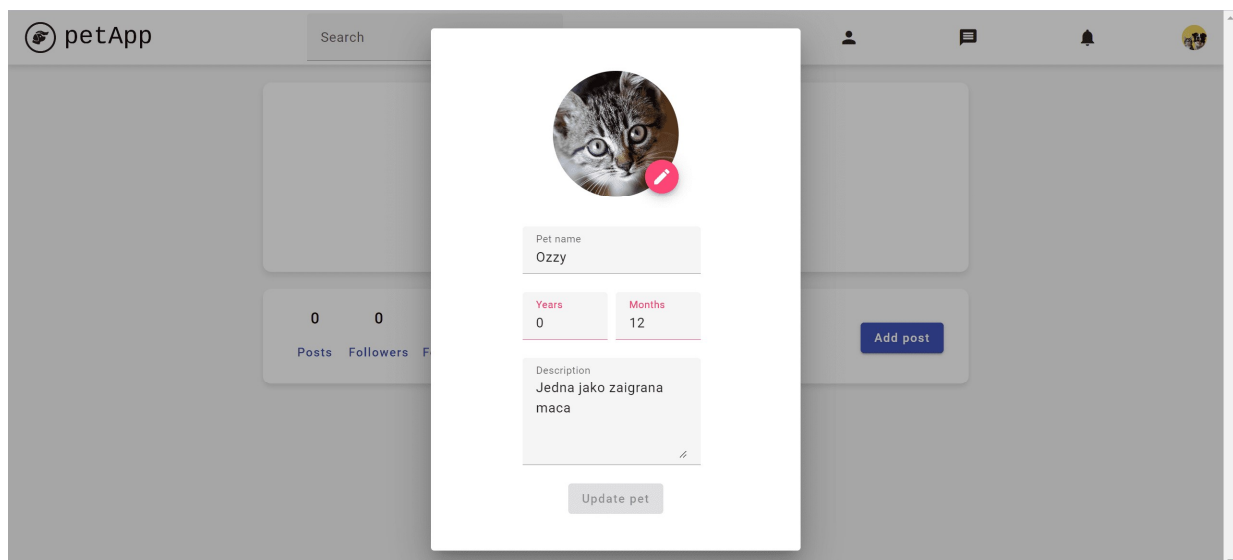 petApp
Search
Pet name
Ozzy
Years
Months
0
12
Description
Jedna jako zaigrana
maca
Update pet
0
0
Posts
Followers
F
Add post